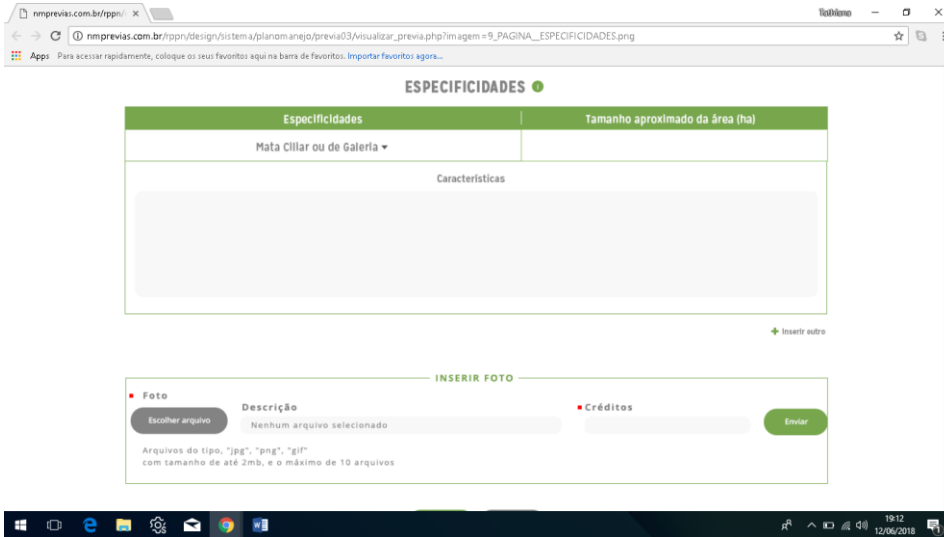 nmprevias.com.br/rppn/
Tathiane
nmprevias.com.br/rppn/design/sistema/planomanejo/previa03/visualizar_previa.php?imagem=9_PAGINA__ESPECIFICIDADES.png
Apps Para acessar rapidamente, coloque os seus favoritos aqui na barra de favoritos. Importar favoritos agora...
ESPECIFICIDADES
Especificidades Tamanho aproximado da área (ha)
Mata Ciliar ou de Galeria
Características
Inserir outro
INSERIR FOTO
Foto
Descrição Créditos
Escolher arquivo Nenhum arquivo selecionado Enviar
Arquivos do tipo, "jpg", "png", "gif"
com tamanho de até 2mb, e o máximo de 10 arquivos
19:12
12/06/2018